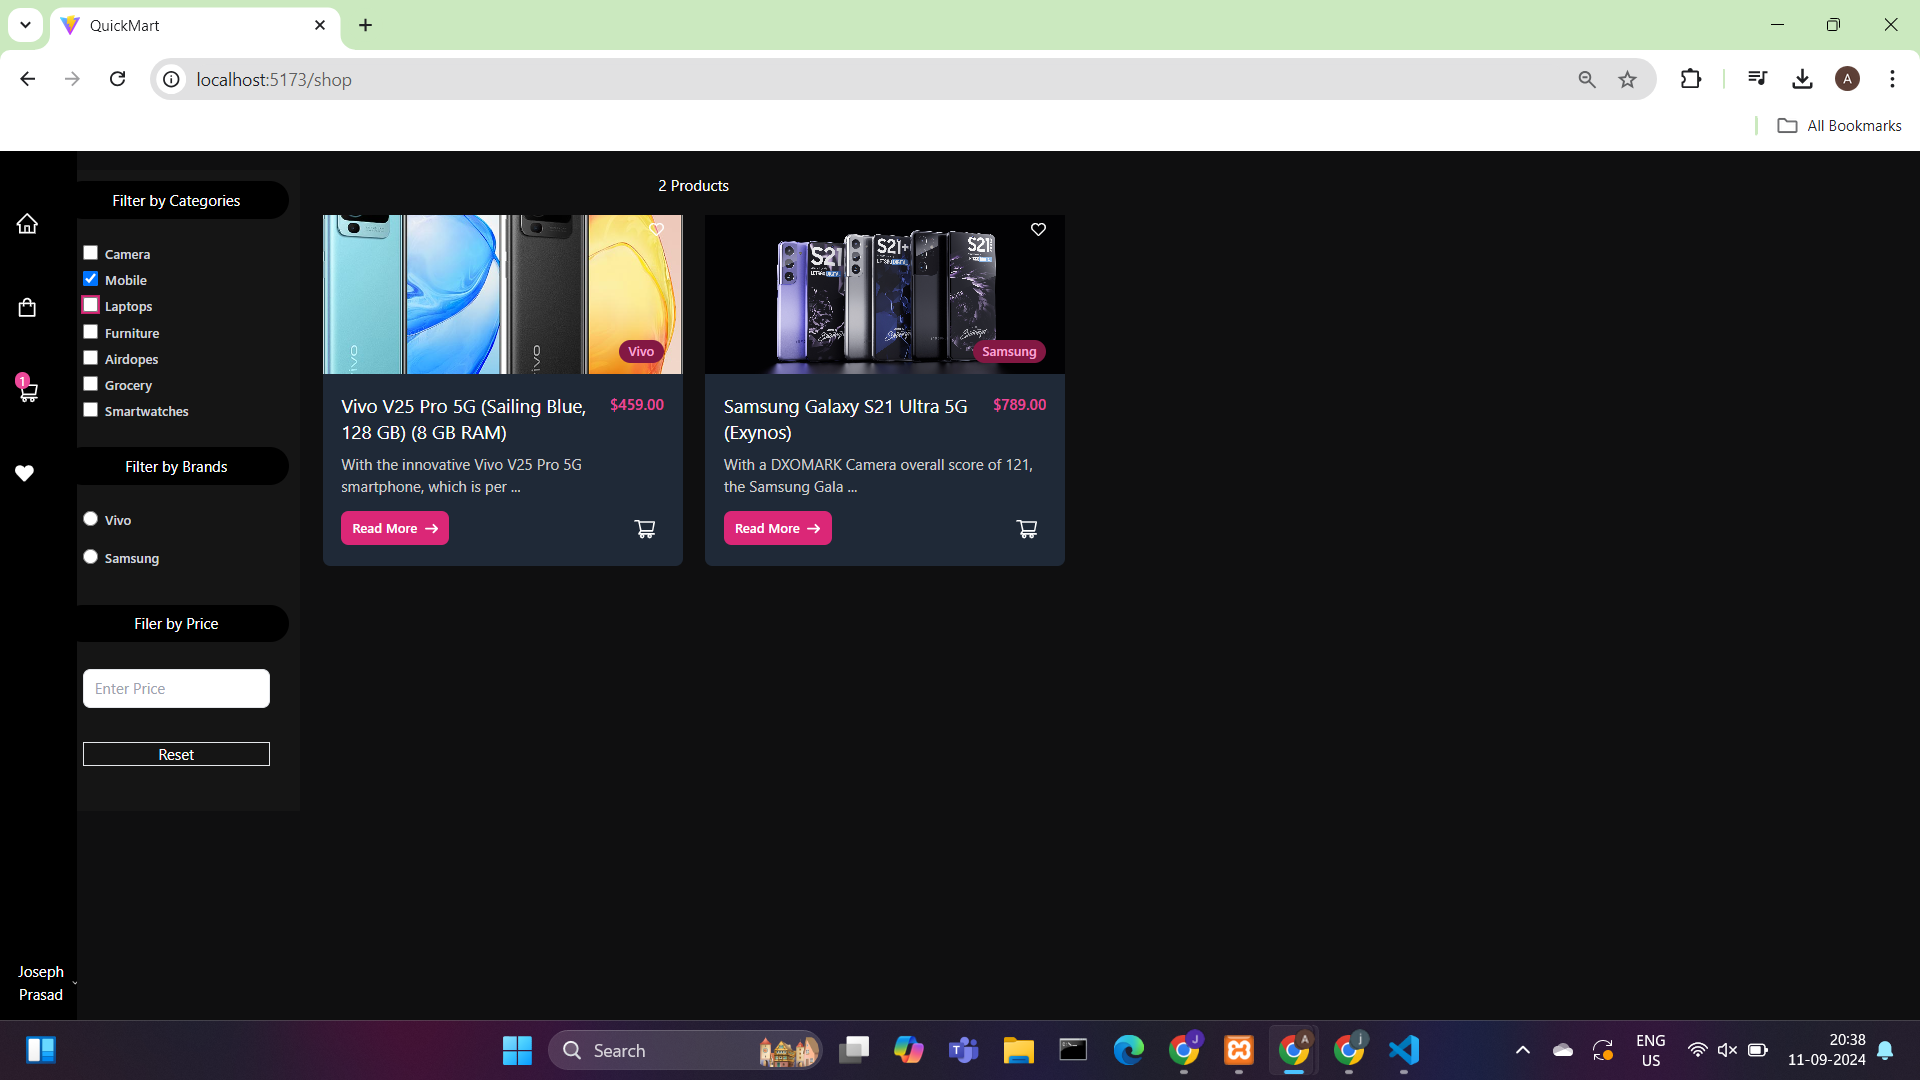 QuickMart
localhost:5173/shop
A
All Bookmarks
Filter by Categories
Camera
Mobile
Laptops
Furniture
Airdopes
Grocery
Smartwatches
1
Filter by Brands
Vivo
Samsung
Filer by Price
Enter Price
Reset
Joseph
Prasad
2 Products
Vivo
Vivo V25 Pro 5G (Sailing Blue,
128 GB) (8 GB RAM)
$459.00
With the innovative Vivo V25 Pro 5G
smartphone, which is per ...
Read More
S21
S21+
S21
Samsung
Samsung Galaxy S21 Ultra 5G
(Exynos)
$789.00
With a DXOMARK Camera overall score of 121,
the Samsung Gala ...
Read More
Search
J
A
j
ENG
US
20:38
11-09-2024